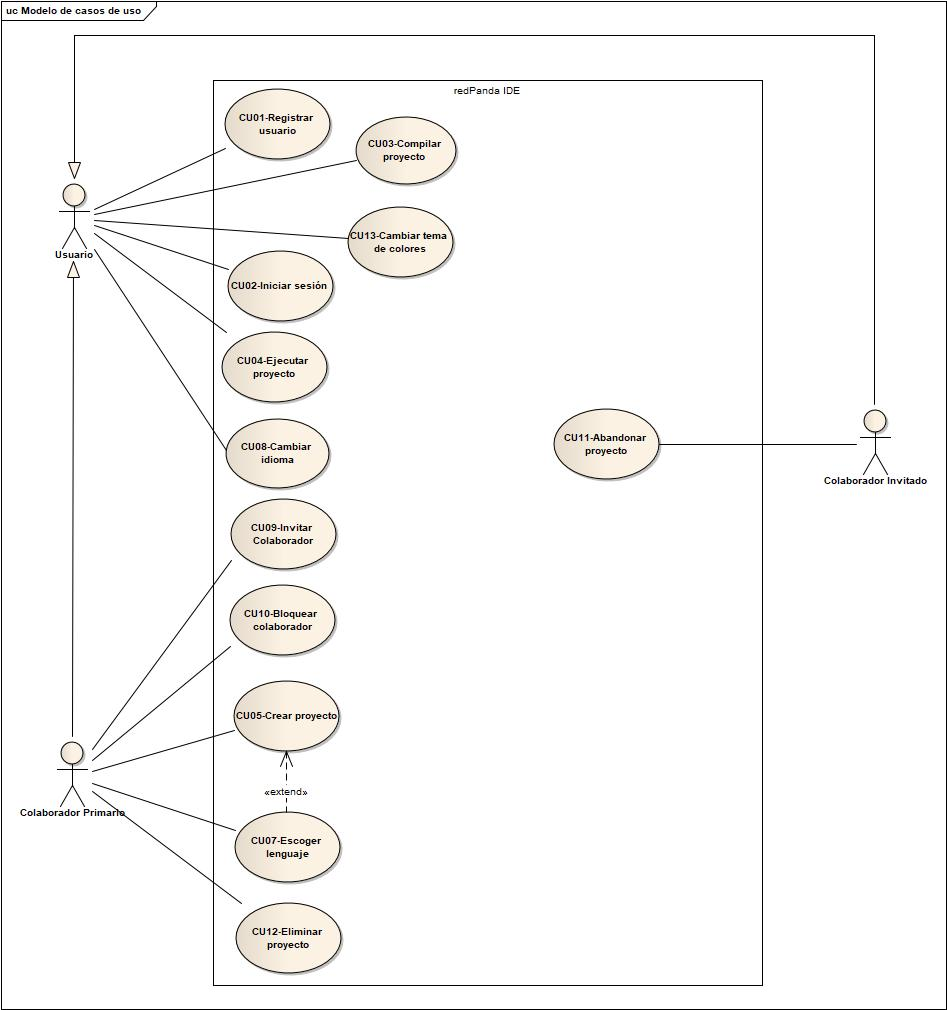 uc Modelo de casos de uso
redPanda IDE
CU01-Registrar
usuario
CU03-Compilar
proyecto
CU13-Cambiar tema
de colores
Usuario
CU02-Iniciar sesión
CU04-Ejecutar
proyecto
CU08-Cambiar
idioma
CU11-Abandonar
proyecto
Colaborador Invitado
CU09-Invitar
Colaborador
CU10-Bloquear
colaborador
CU05-Crear proyecto
«extend»
Colaborador Primario
CU07-Escoger
lenguaje
CU12-Eliminar
proyecto